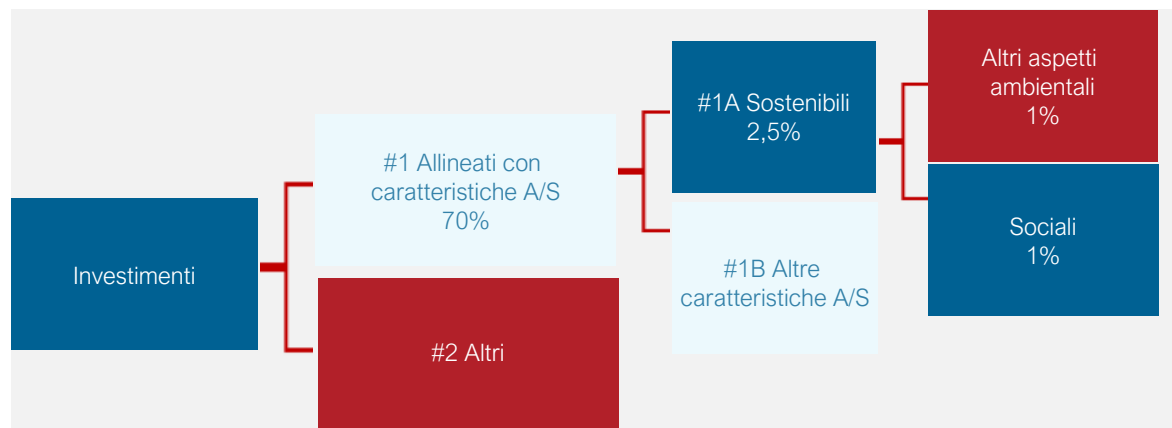 Investimenti
#1 Allineati con
caratteristiche A/S
70%
#2 Altri
#1A Sostenibili
2,5%
#1B Altre
caratteristiche A/S
Altri aspetti
ambientali
1%
Sociali
1%